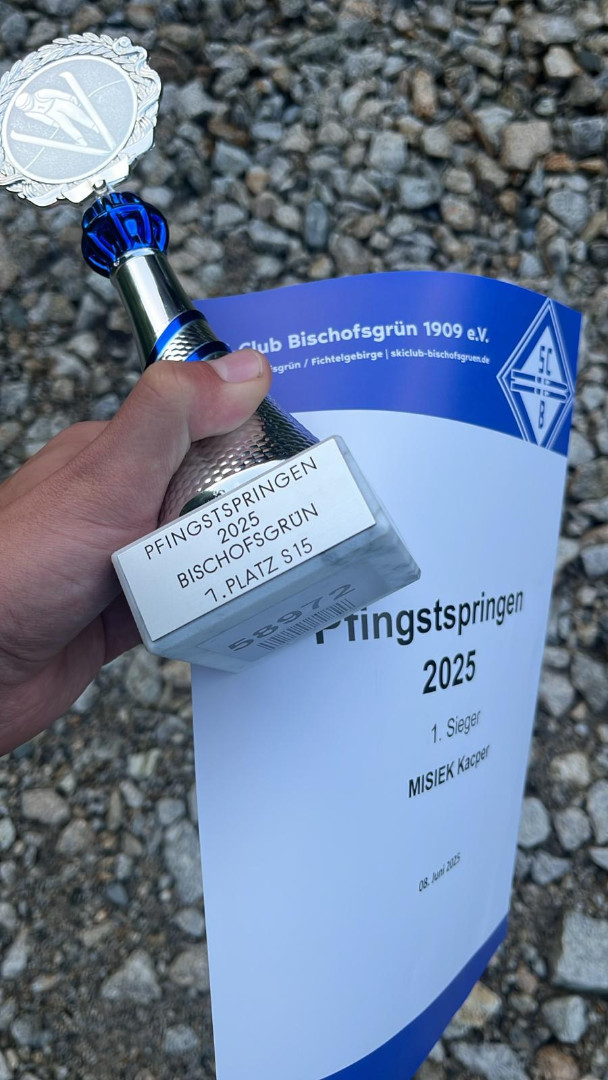 Club Bischofsgrün 1909 e.V.
/ Fichtelgebirge | skiclub-bischofsgruen.de
SC
B
PFINGSTSPRINGEN
2025
BISCHOFSGRÜN
1. PLATZ S15
58972
Pfingstspringen
2025
1. Sieger
MISIEK Kacper
08. Juni 2025